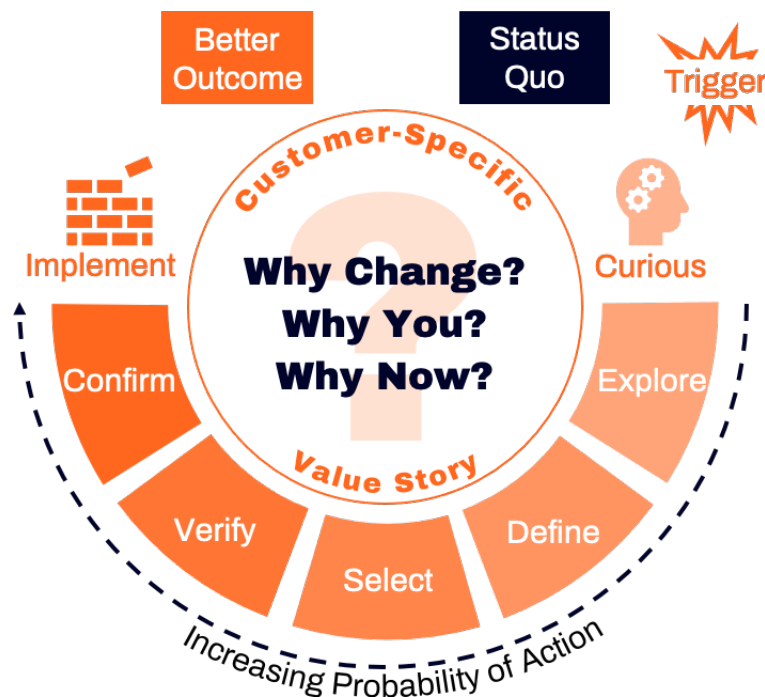 Better
Outcome
Status
Quo
Trigger
Customer-Specific
Implement
Curious
Why Change?
Why You?
Why Now?
Confirm
Explore
Value Story
Verify
Define
Select
Increasing Probability of Action